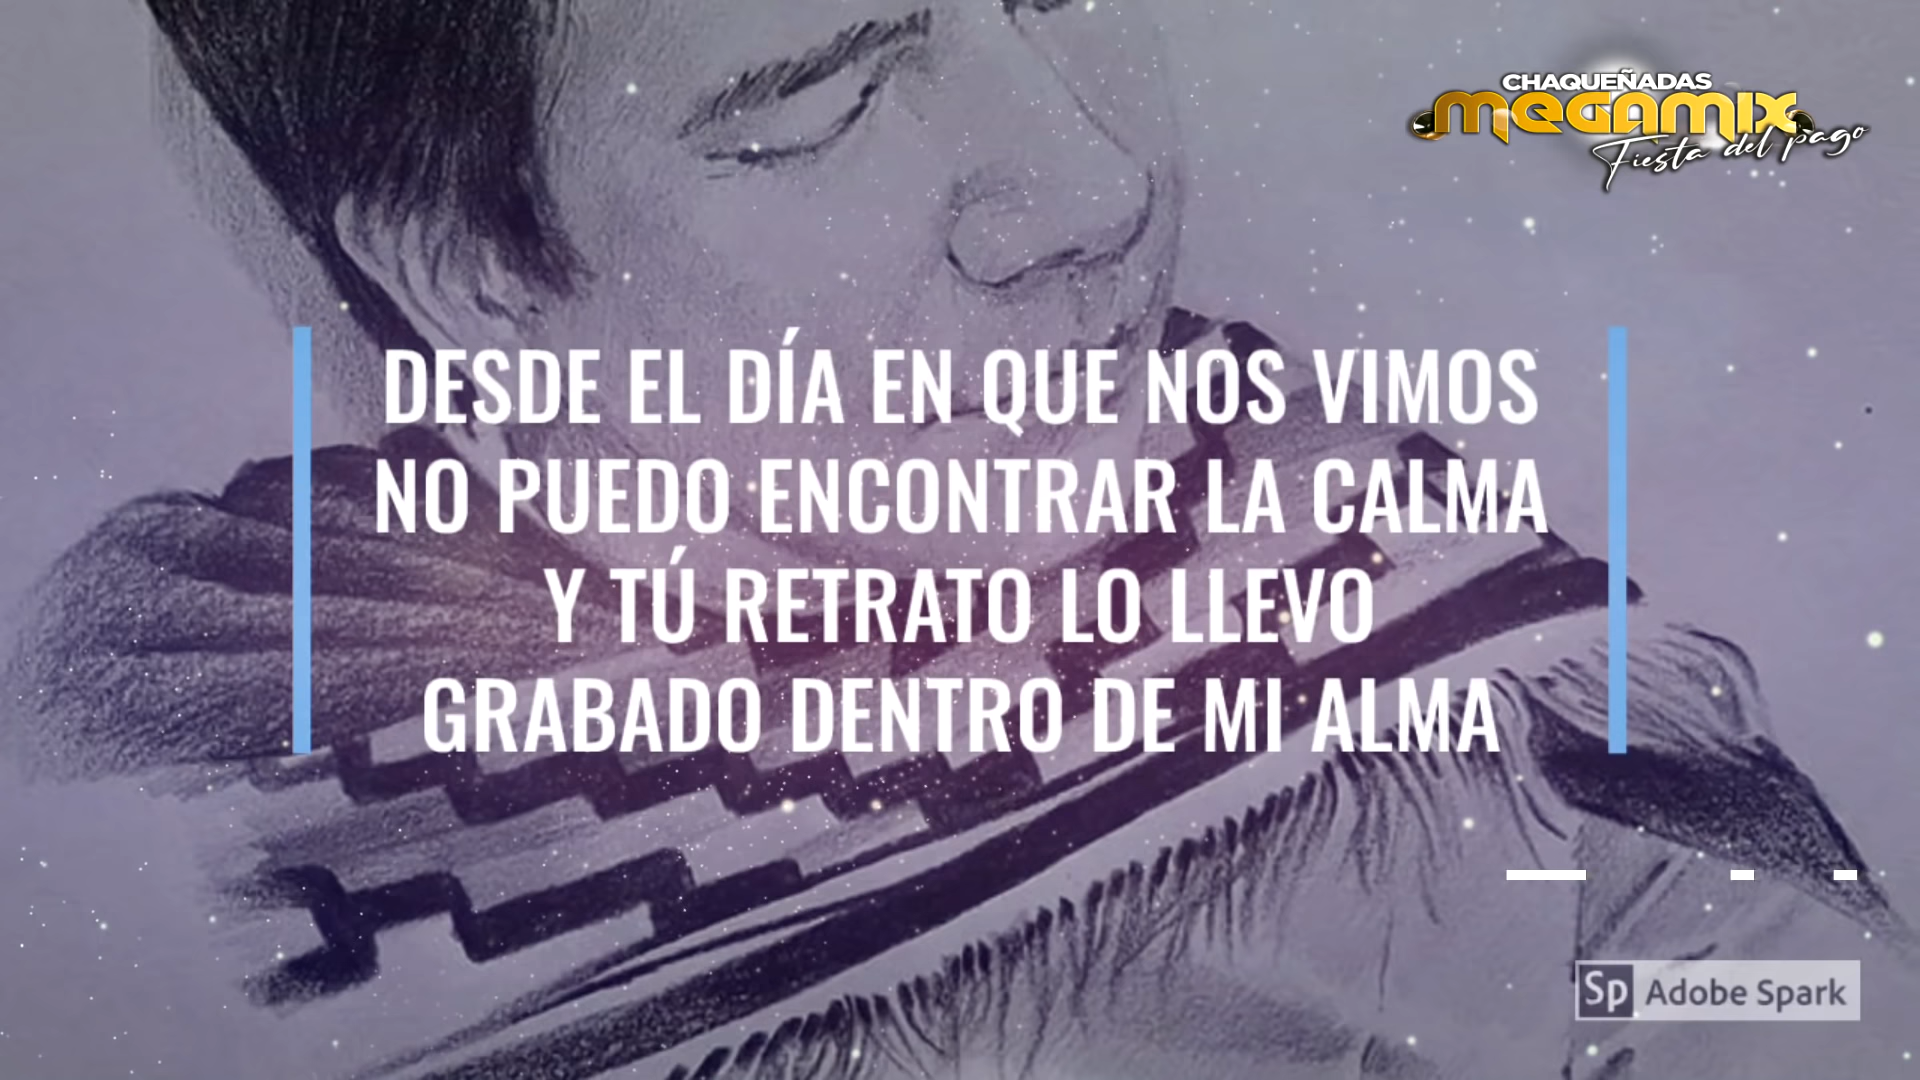 CHAQUEÑADAS
MEGAMIX
Fiesta del pago
DESDE EL DÍA EN QUE NOS VIMOS
NO PUEDO ENCONTRAR LA CALMA
Y TÚ RETRATO LO LLEVO
GRABADO DENTRO DE MI ALMA
Sp Adobe Spark